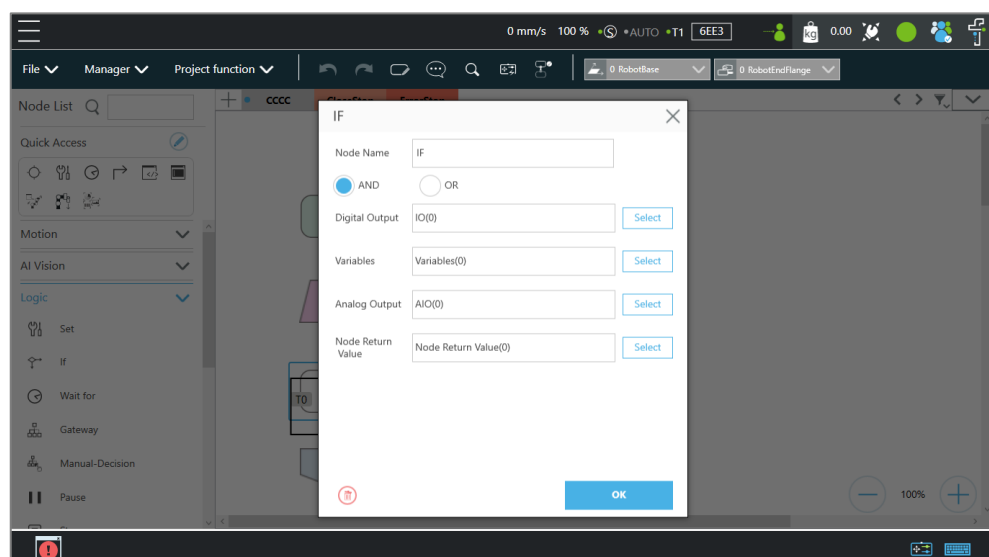 0 mm/s 100 % •Ⓢ •AUTO •T1 6EE3 kg 0.00
File Manager Project function 0 RobotBase 0 RobotEndFlange
Node List
cccc CloseStep ErrorStep
IF
Quick Access
Node Name IF
AND OR
Digital Output IO(0) Select
Motion
Variables Variables(0) Select
AI Vision
Logic
Analog Output AIO(0) Select
Set
Node Return Value Node Return Value(0) Select
If
Wait for
T0
Gateway
Manual-Decision
Pause
OK
100%